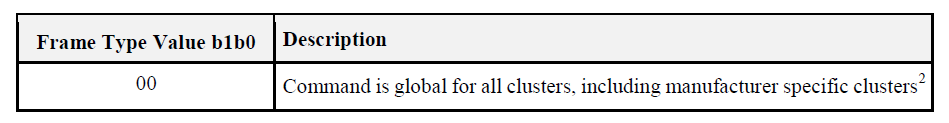 Frame Type Value b1b0 Description
00 Command is global for all clusters, including manufacturer specific clusters²